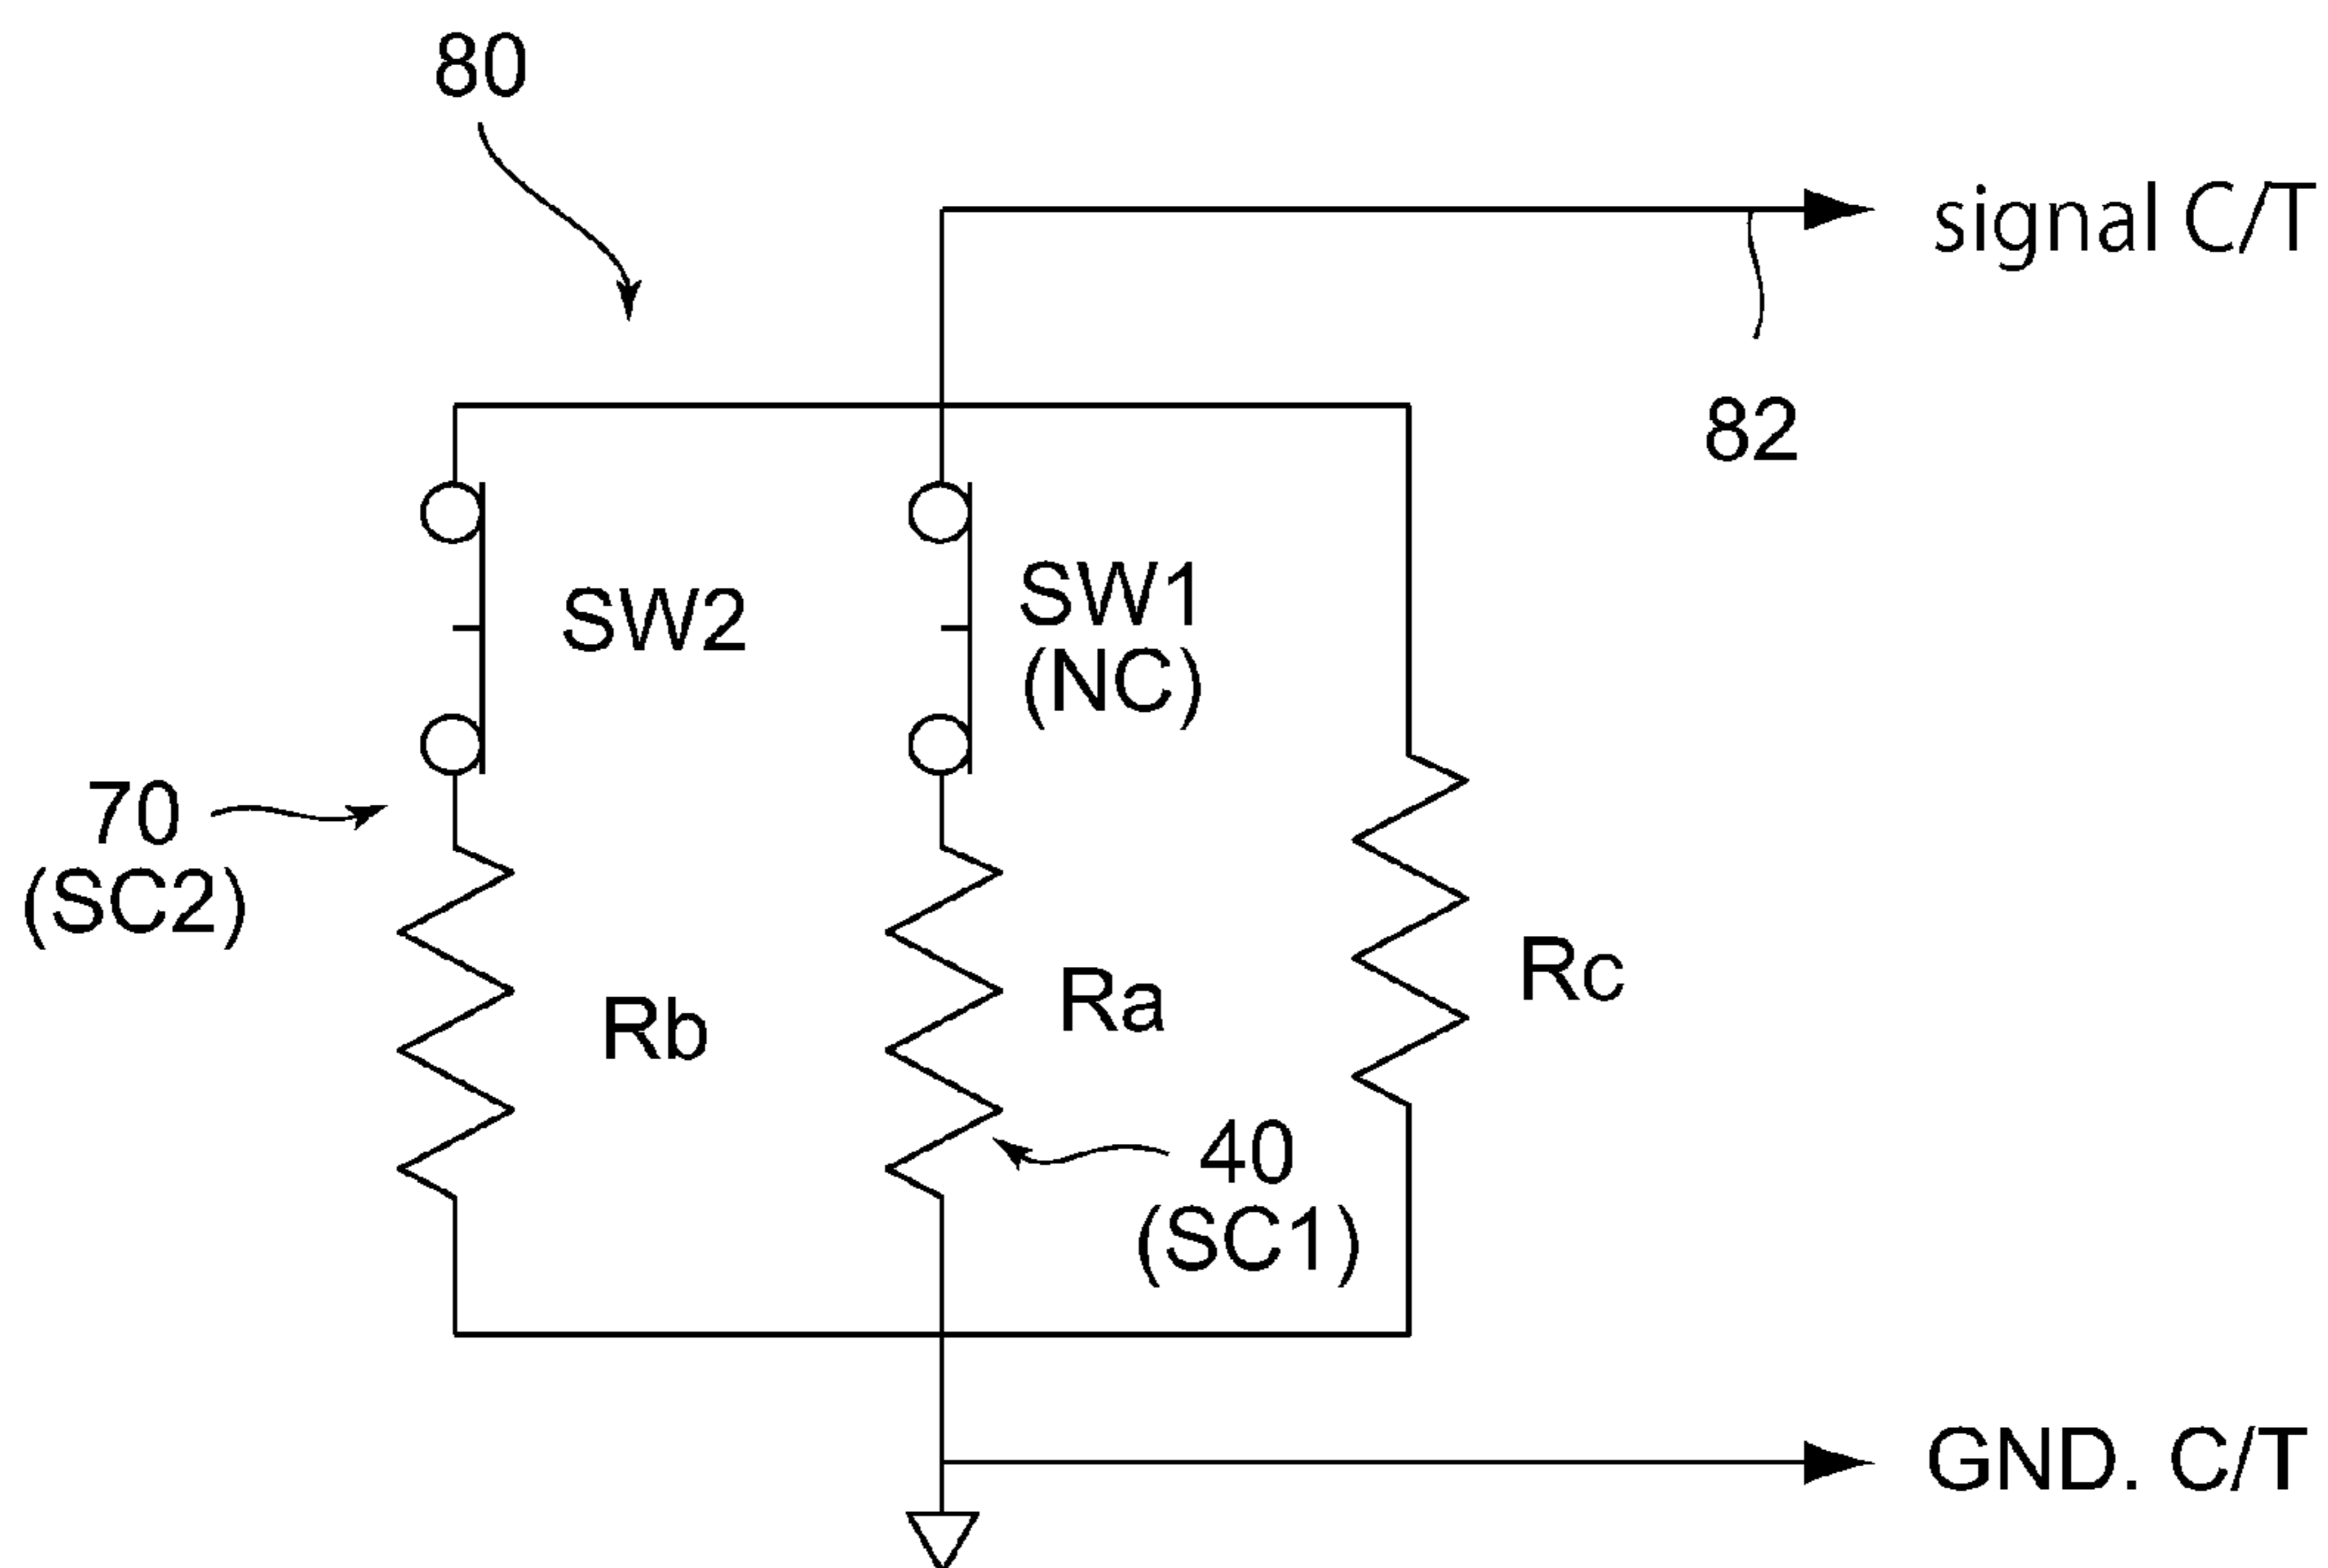 80
signal C/T
82
SW2
SW1
(NC)
70
(SC2)
Rb
Ra
Rc
40
(SC1)
GND. C/T